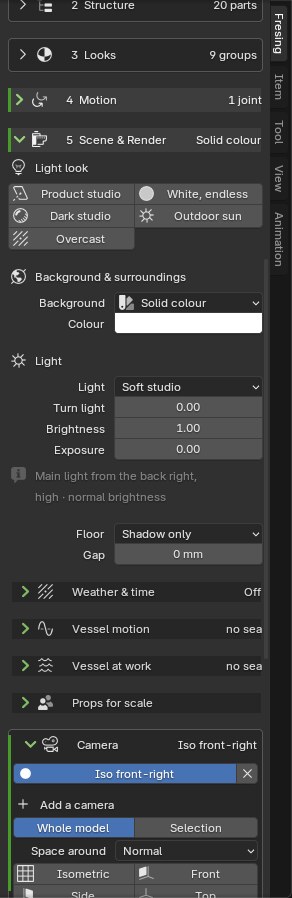 2 Structure 20 parts
3 Looks 9 groups
4 Motion 1 joint
5 Scene & Render Solid colour
Light look
Product studio White, endless
Dark studio Outdoor sun
Overcast
Background & surroundings
Background Solid colour
Colour
Light
Light Soft studio
Turn light 0.00
Brightness 1.00
Exposure 0.00
Main light from the back right,
high · normal brightness
Floor Shadow only
Gap 0 mm
Weather & time Off
Vessel motion no sea
Vessel at work no sea
Props for scale
Camera Iso front-right
Iso front-right
+ Add a camera
Whole model Selection
Space around Normal
Isometric Front
Side Top
Fresing
Item
Tool
View
Animation